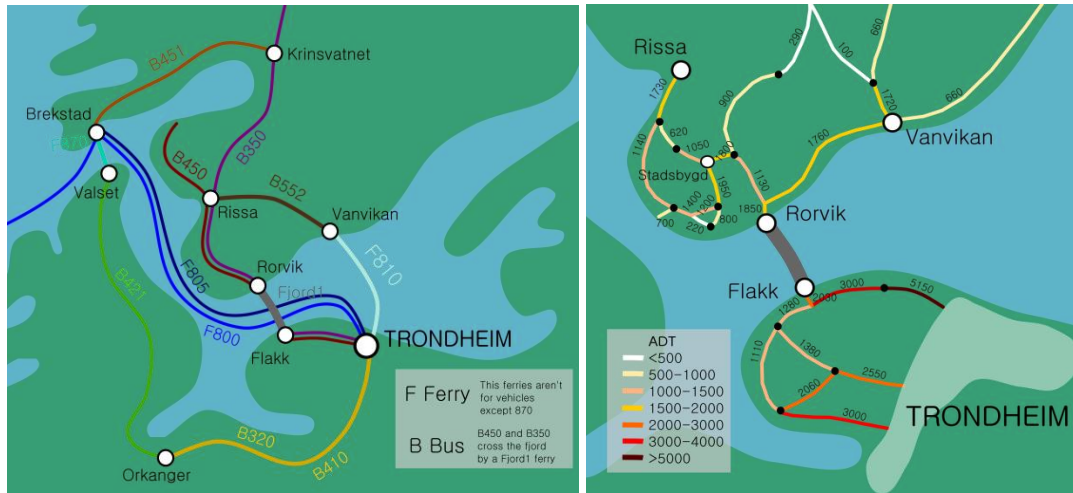 B451
Krinsvatnet
Brekstad
F870
B350
Valset
B450
B552
Rissa
Vanvikan
F810
B421
F805
Rorvik
Fjord1
F800
TRONDHEIM
Flakk
F Ferry
This ferries aren't
for vehicles
except 870
B Bus
B450 and B350
cross the fjord
by a Fjord1 ferry
B320
B410
Orkanger
290
660
100
Rissa
1730
900
1720
660
620
1140
1050
1800
Vanvikan
Stadsbygd
1760
1130
1950
1400
1200
700
220
800
1850
Rorvik
Flakk
3000
5150
1280
1110
1380
2550
2060
3000
TRONDHEIM
ADT
<500
500-1000
1000-1500
1500-2000
2000-3000
3000-4000
>5000